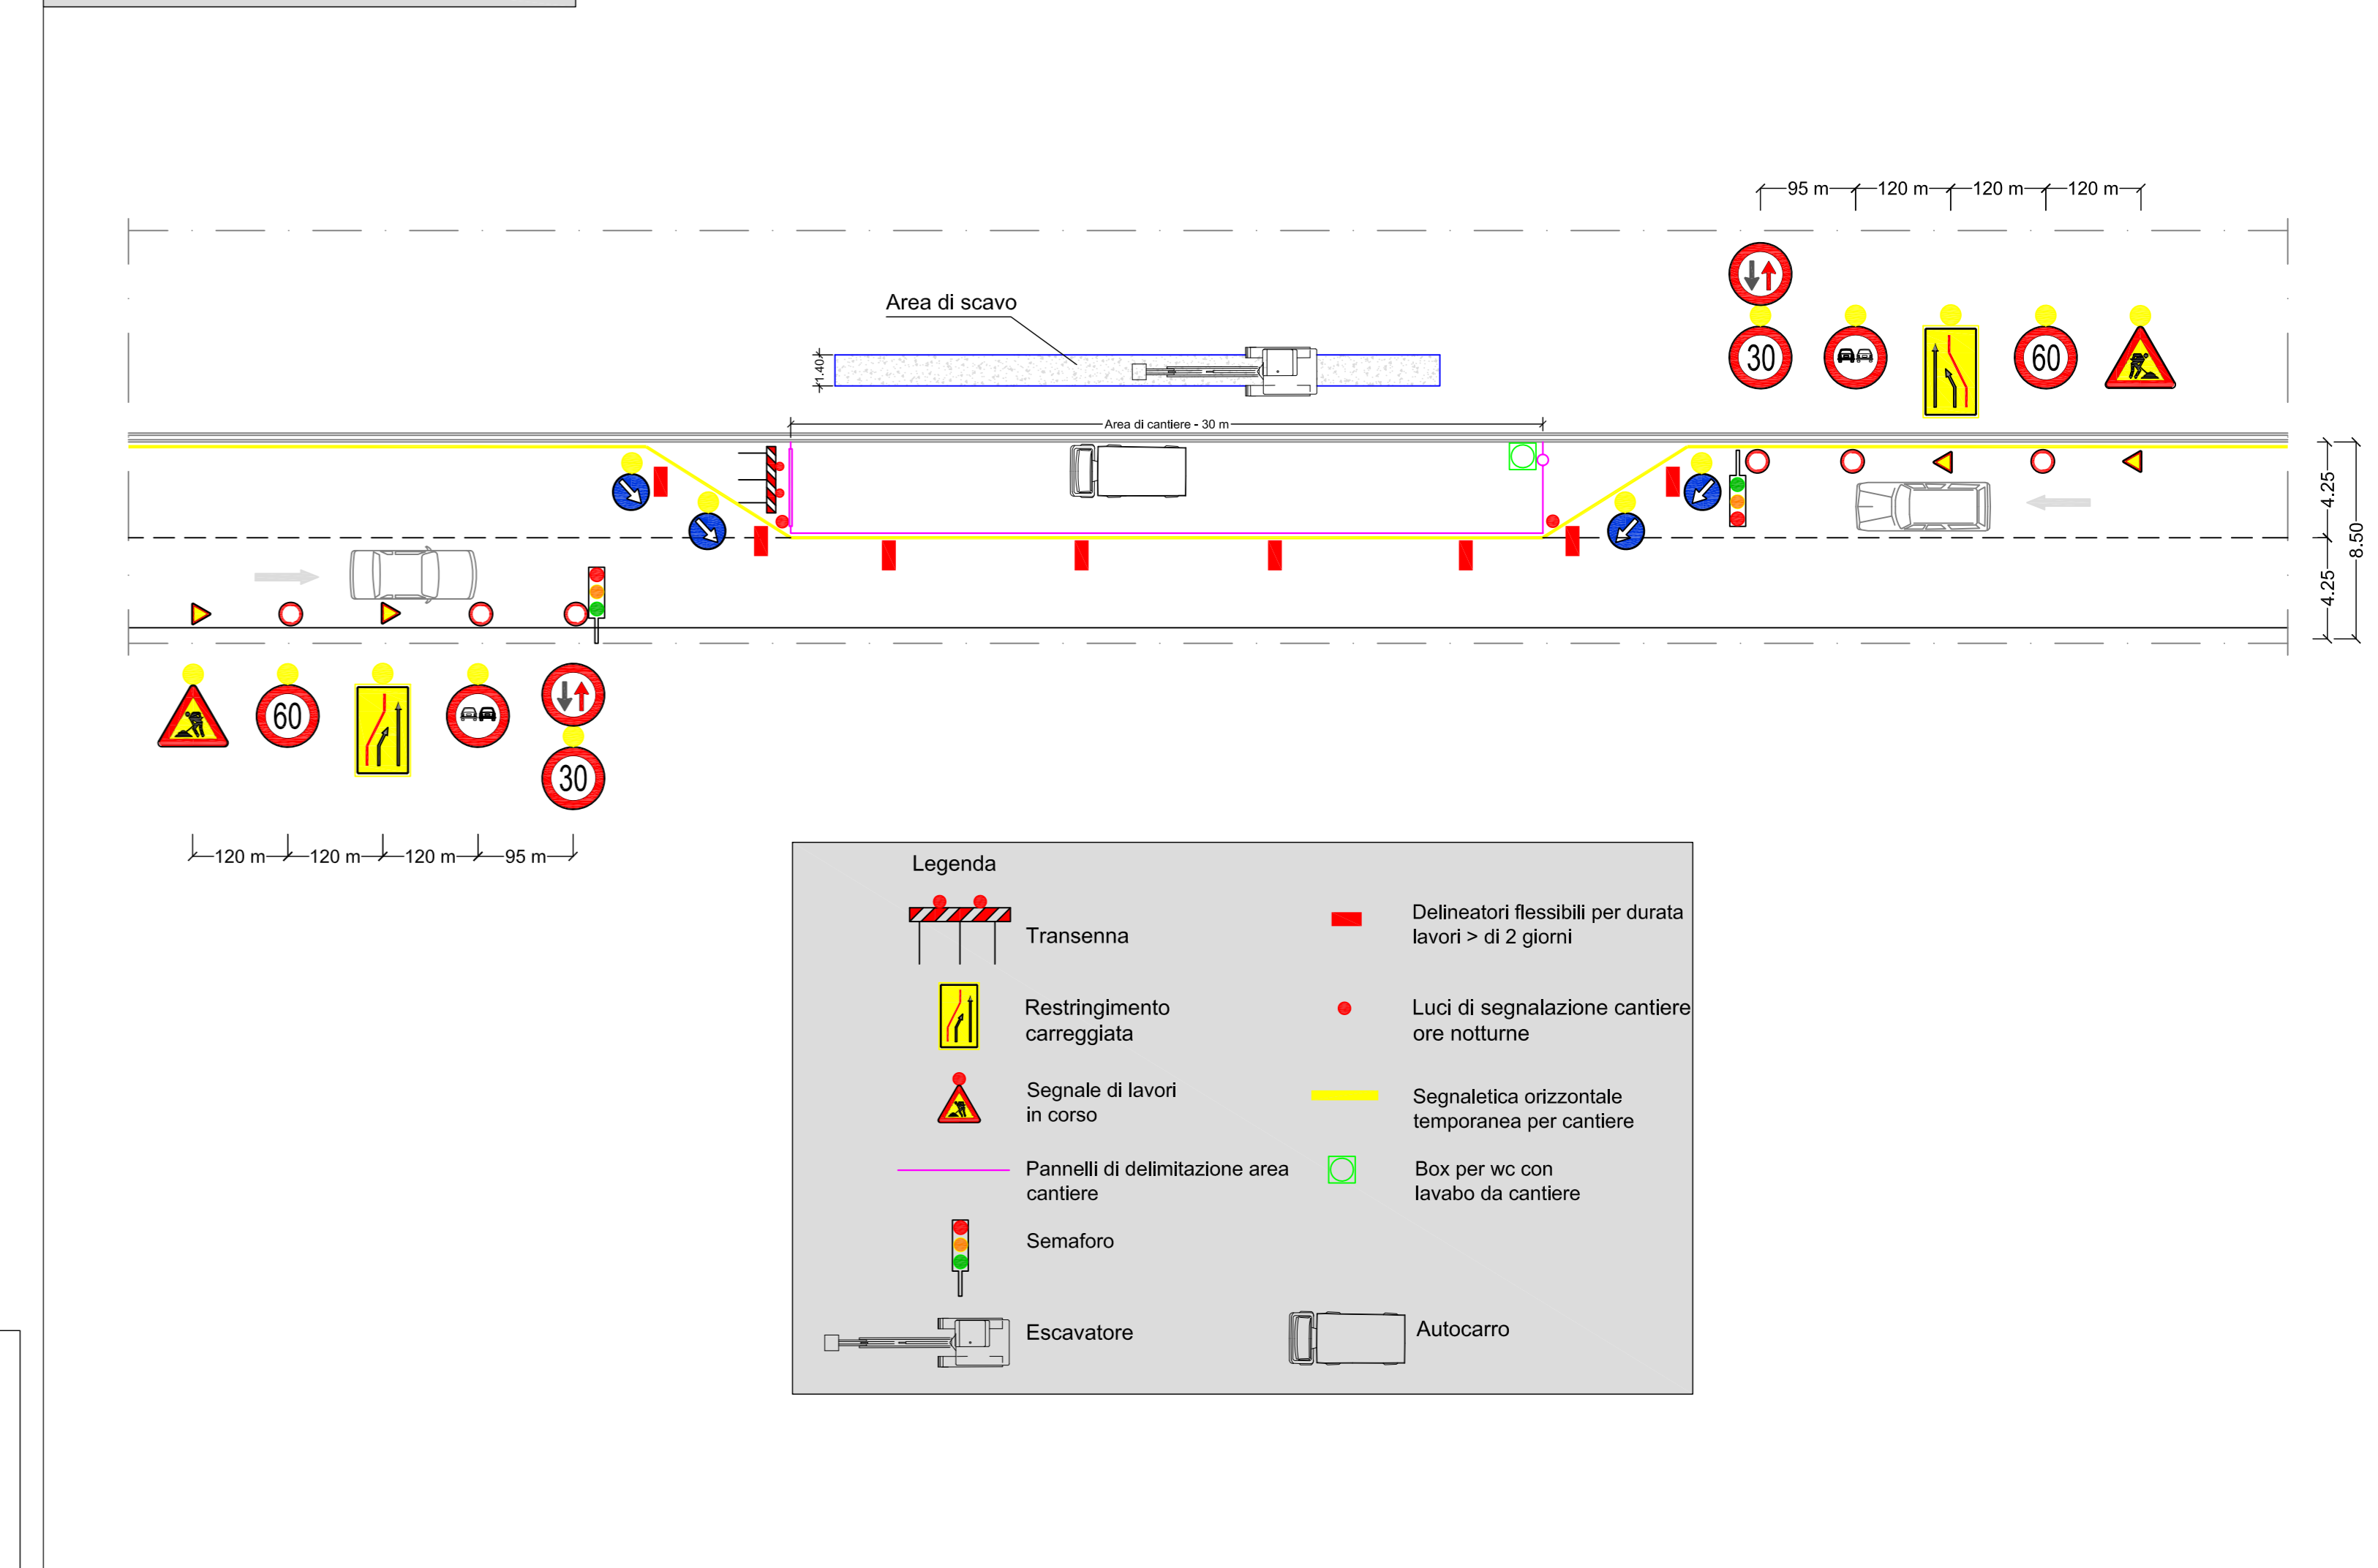 95 m
120 m
120 m
120 m
Area di scavo
30
60
1.40
Area di cantiere - 30 m
4.25
4.25
8.50
60
30
120 m
120 m
120 m
95 m
Legenda
Transenna
Delineatori flessibili per durata
lavori > di 2 giorni
Restringimento
carreggiata
Luci di segnalazione cantiere
ore notturne
Segnale di lavori
in corso
Segnaletica orizzontale
temporanea per cantiere
Pannelli di delimitazione area
cantiere
Box per wc con
lavabo da cantiere
Semaforo
Escavatore
Autocarro